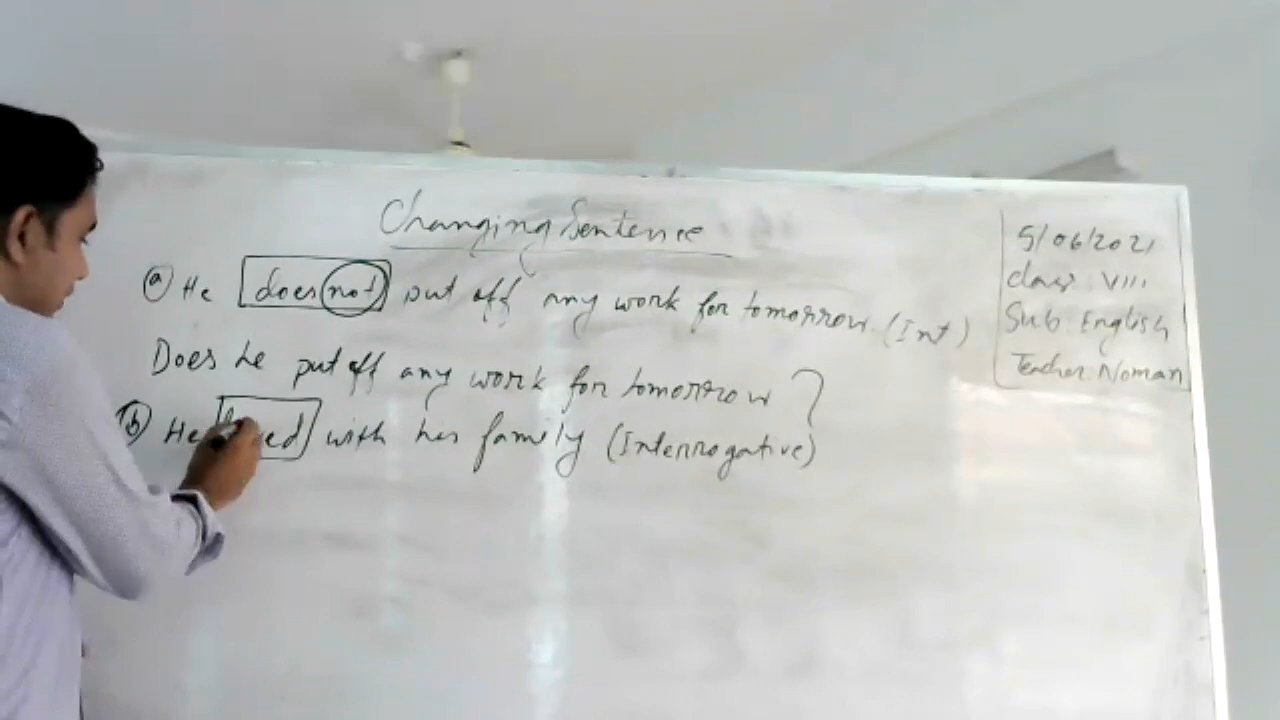 Changing Sentence
(a) He does not put off any work for tomorrow. (Int)
Does he put off any work for tomorrow ?
(b) He with her family (Interrogative)
5/06/2021
class : VIII
Sub: English
Teacher: Noman